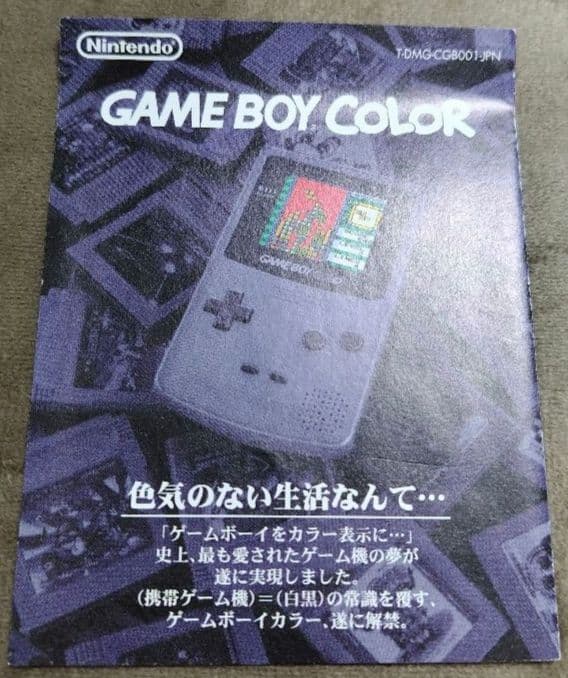 Nintendo
T-DMG-CGB001-JPN
GAME BOY COLOR
GAME BOY
色気のない生活なんて…
「ゲームボーイをカラー表示に…」
史上、最も愛されたゲーム機の夢が
遂に実現しました。
(携帯ゲーム機)＝(白黒)の常識を覆す、
ゲームボーイカラー、遂に解禁。